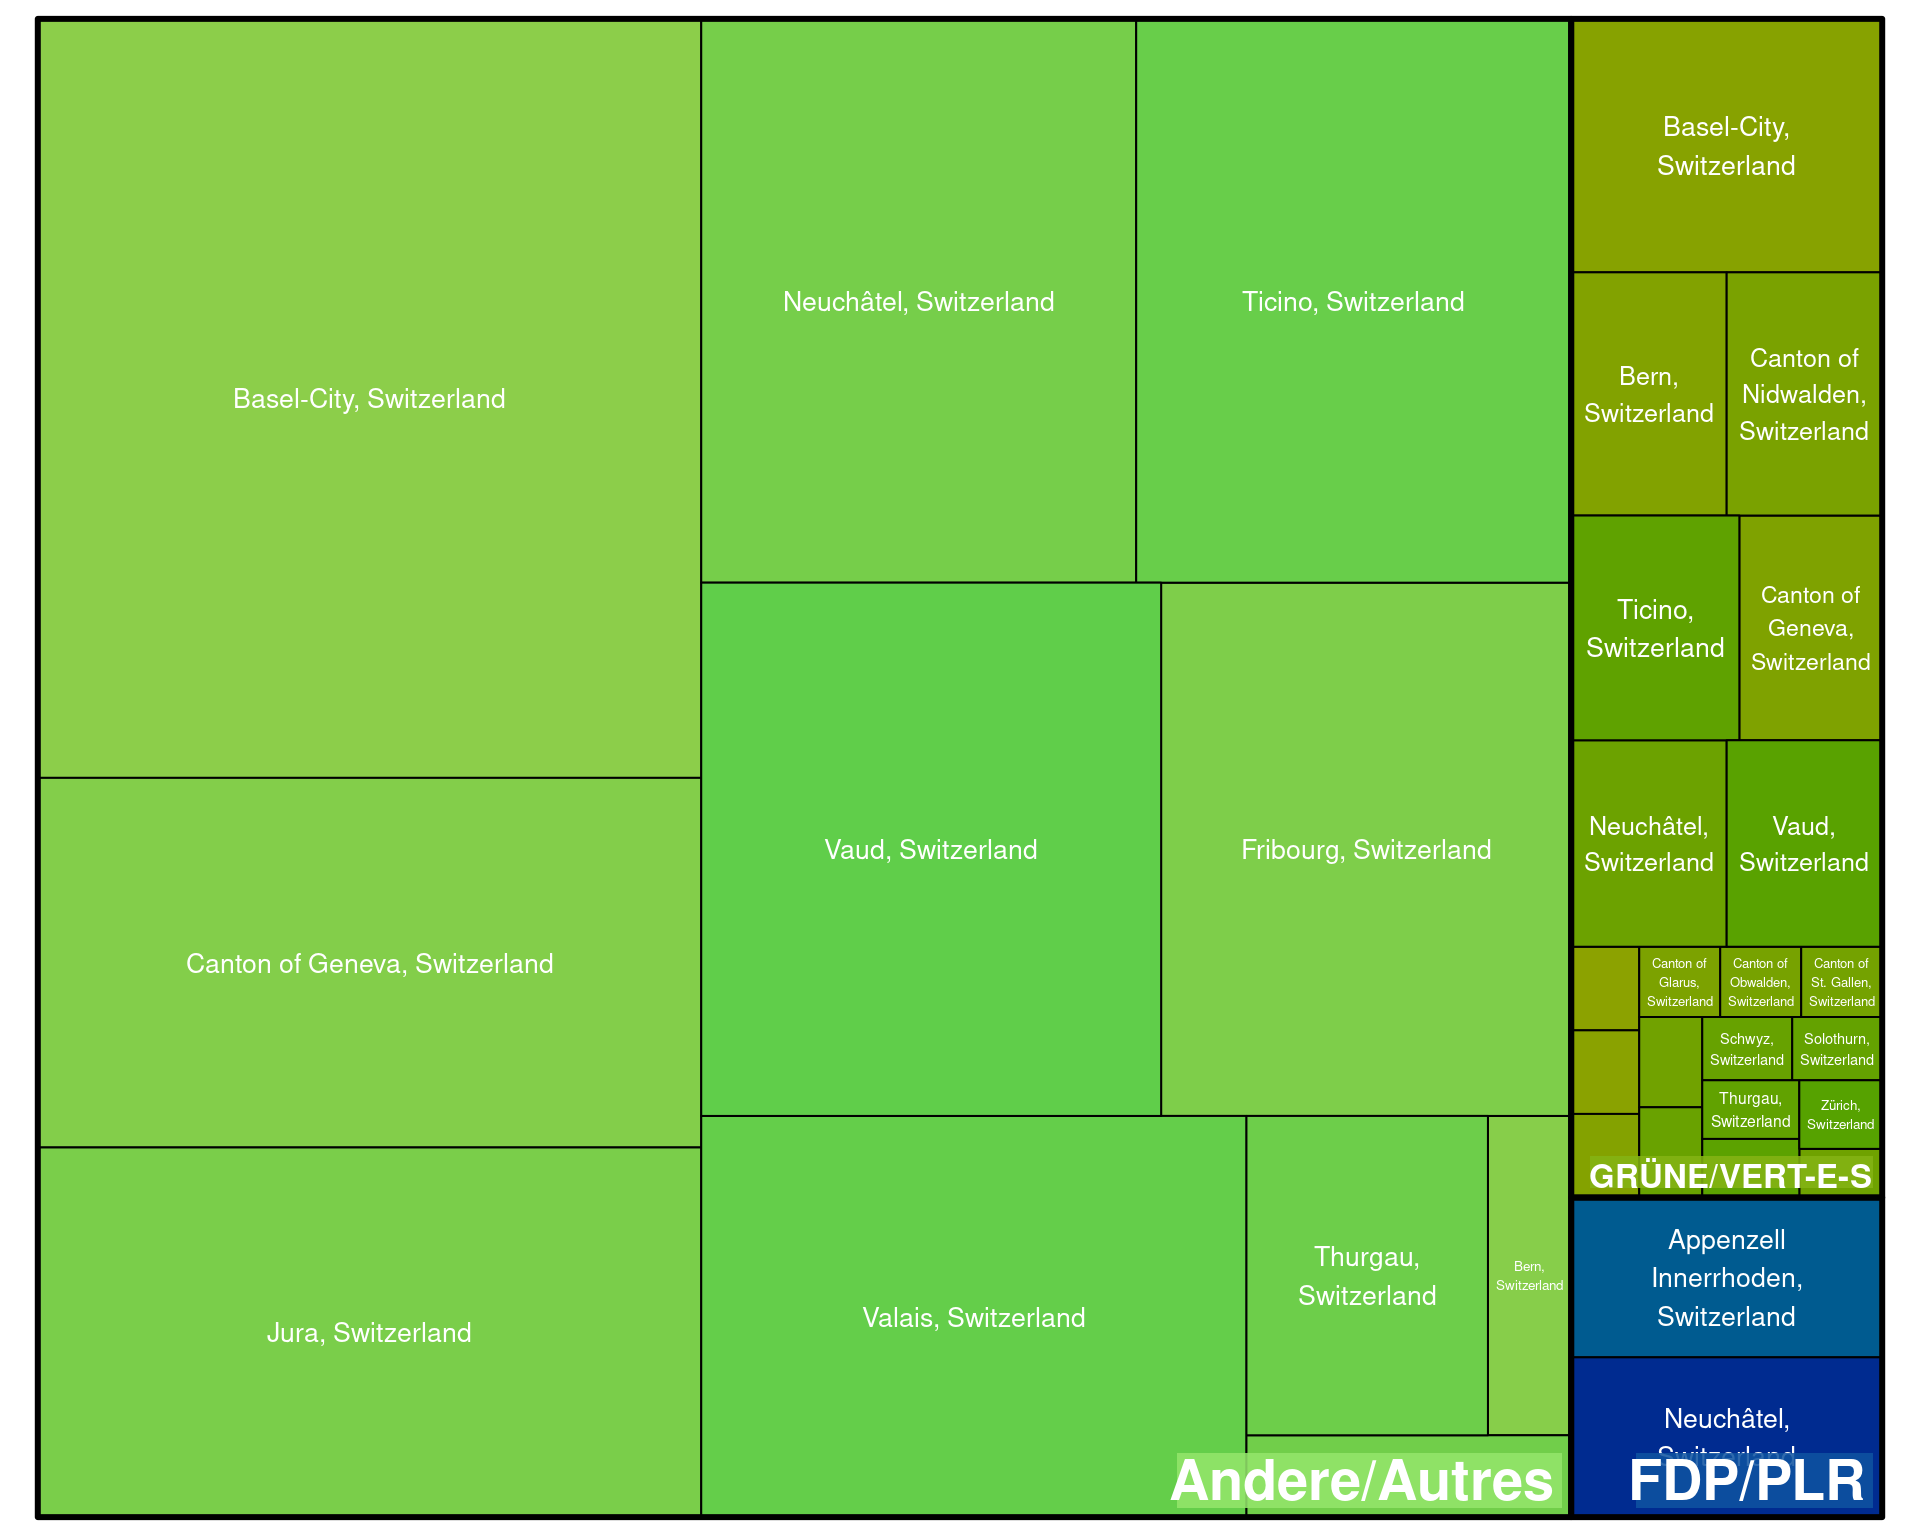 Basel-City, Switzerland
Canton of Geneva, Switzerland
Jura, Switzerland
Neuchâtel, Switzerland
Ticino, Switzerland
Vaud, Switzerland
Fribourg, Switzerland
Valais, Switzerland
Thurgau,
Switzerland
Bern,
Switzerland
Andere/Autres
Basel-City,
Switzerland
Bern,
Switzerland
Canton of
Nidwalden,
Switzerland
Ticino,
Switzerland
Canton of
Geneva,
Switzerland
Neuchâtel,
Switzerland
Vaud,
Switzerland
Canton of
Glarus,
Switzerland
Canton of
Obwalden,
Switzerland
Canton of
St. Gallen,
Switzerland
Schwyz,
Switzerland
Solothurn,
Switzerland
Thurgau,
Switzerland
Zürich,
Switzerland
GRÜNE/VERT-E-S
Appenzell
Innerrhoden,
Switzerland
Neuchâtel,
Switzerland
FDP/PLR